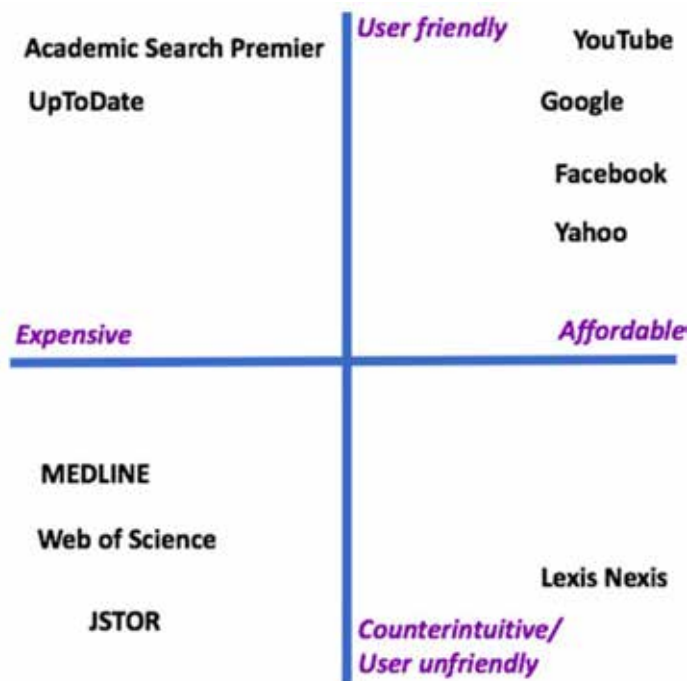 User friendly
YouTube
Academic Search Premier
UpToDate
Google
Facebook
Yahoo
Expensive
Affordable
MEDLINE
Web of Science
Lexis Nexis
JSTOR
Counterintuitive/
User unfriendly